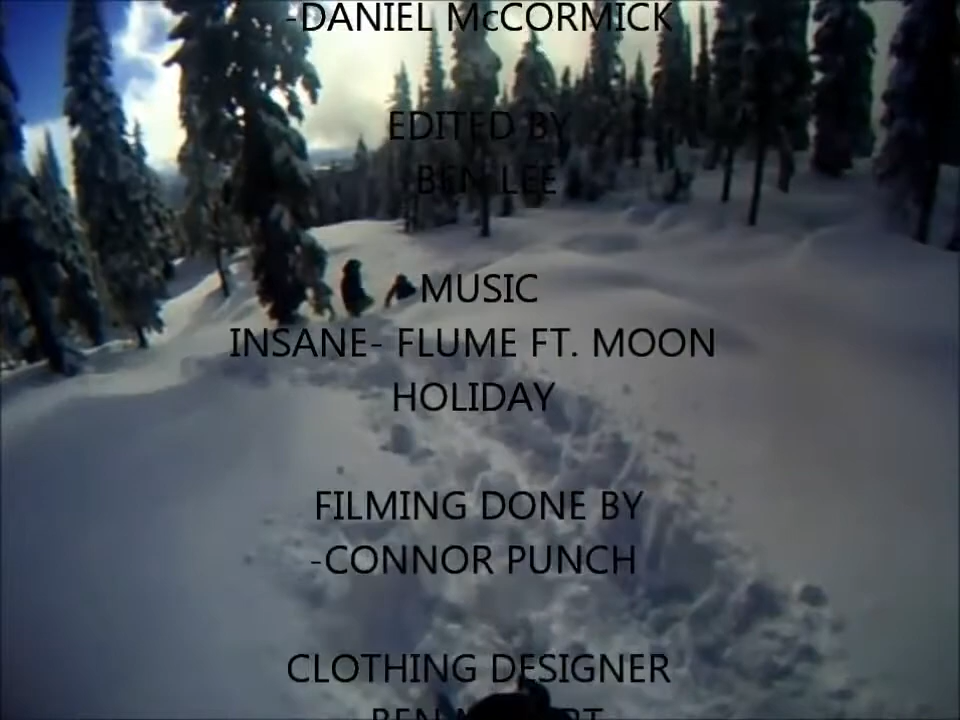 -DANIEL McCORMICK
EDITED BY
BEN LEE
MUSIC
INSANE- FLUME FT. MOON
HOLIDAY
FILMING DONE BY
-CONNOR PUNCH
CLOTHING DESIGNER
BEN